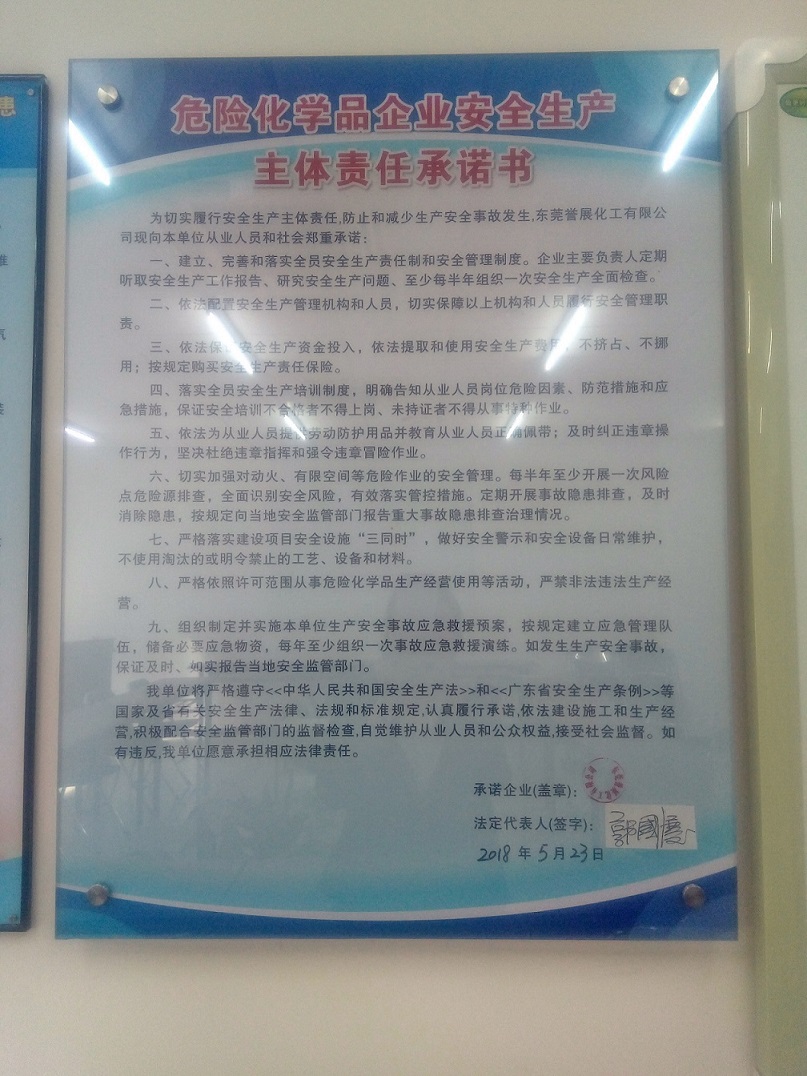 危险化学品企业安全生产
主体责任承诺书
为切实履行安全生产主体责任,防止和减少生产安全事故发生,东莞誉展化工有限公
司现向本单位从业人员和社会郑重承诺:
一、建立、完善和落实全员安全生产责任制和安全管理制度。企业主要负责人定期
听取安全生产工作报告、研究安全生产问题、至少每半年组织一次安全生产全面检查。
二、依法配置安全生产管理机构和人员，切实保障以上机构和人员履行安全管理职
责。
三、依法保证安全生产资金投入，依法提取和使用安全生产费用，不挤占、不挪
用；按规定购买安全生产责任保险。
四、落实全员安全生产培训制度，明确告知从业人员岗位危险因素、防范措施和应
急措施，保证安全培训不合格者不得上岗、未持证者不得从事特种作业。
五、依法为从业人员提供劳动防护用品并教育从业人员正确佩带；及时纠正违章操
作行为，坚决杜绝违章指挥和强令违章冒险作业。
六、切实加强对动火、有限空间等危险作业的安全管理。每半年至少开展一次风险
点危险源排查，全面识别安全风险，有效落实管控措施。定期开展事故隐患排查，及时
消除隐患，按规定向当地安全监管部门报告重大事故隐患排查治理情况。
七、严格落实建设项目安全设施“三同时”，做好安全警示和安全设备日常维护，
不使用淘汰的或明令禁止的工艺、设备和材料。
八、严格依照许可范围从事危险化学品生产经营使用等活动，严禁非法违法生产经
营。
九、组织制定并实施本单位生产安全事故应急救援预案，按规定建立应急管理队
伍，储备必要应急物资，每年至少组织一次事故应急救援演练。如发生生产安全事故，
保证及时、如实报告当地安全监管部门。
我单位将严格遵守<<中华人民共和国安全生产法>>和<<广东省安全生产条例>>等
国家及省有关安全生产法律、法规和标准规定,认真履行承诺,依法建设施工和生产经
营,积极配合安全监管部门的监督检查,自觉维护从业人员和公众权益,接受社会监督。如
有违反,我单位愿意承担相应法律责任。
承诺企业(盖章):
法定代表人(签字): 郭國慶
2018 年 5 月 23 日
患